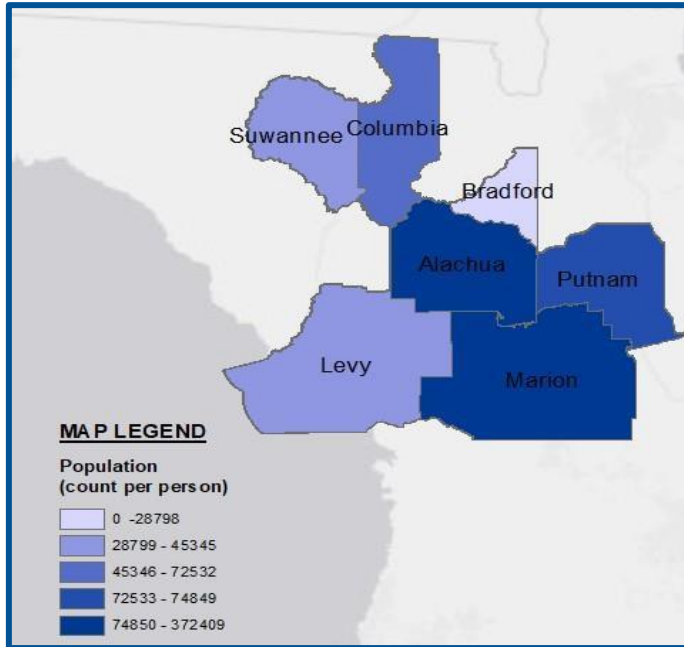 Suwannee
Columbia
Bradford
Alachua
Putnam
Levy
Marion
MAP LEGEND
Population
(count per person)
0 -28798
28799 - 45345
45346 - 72532
72533 - 74849
74850 - 372409